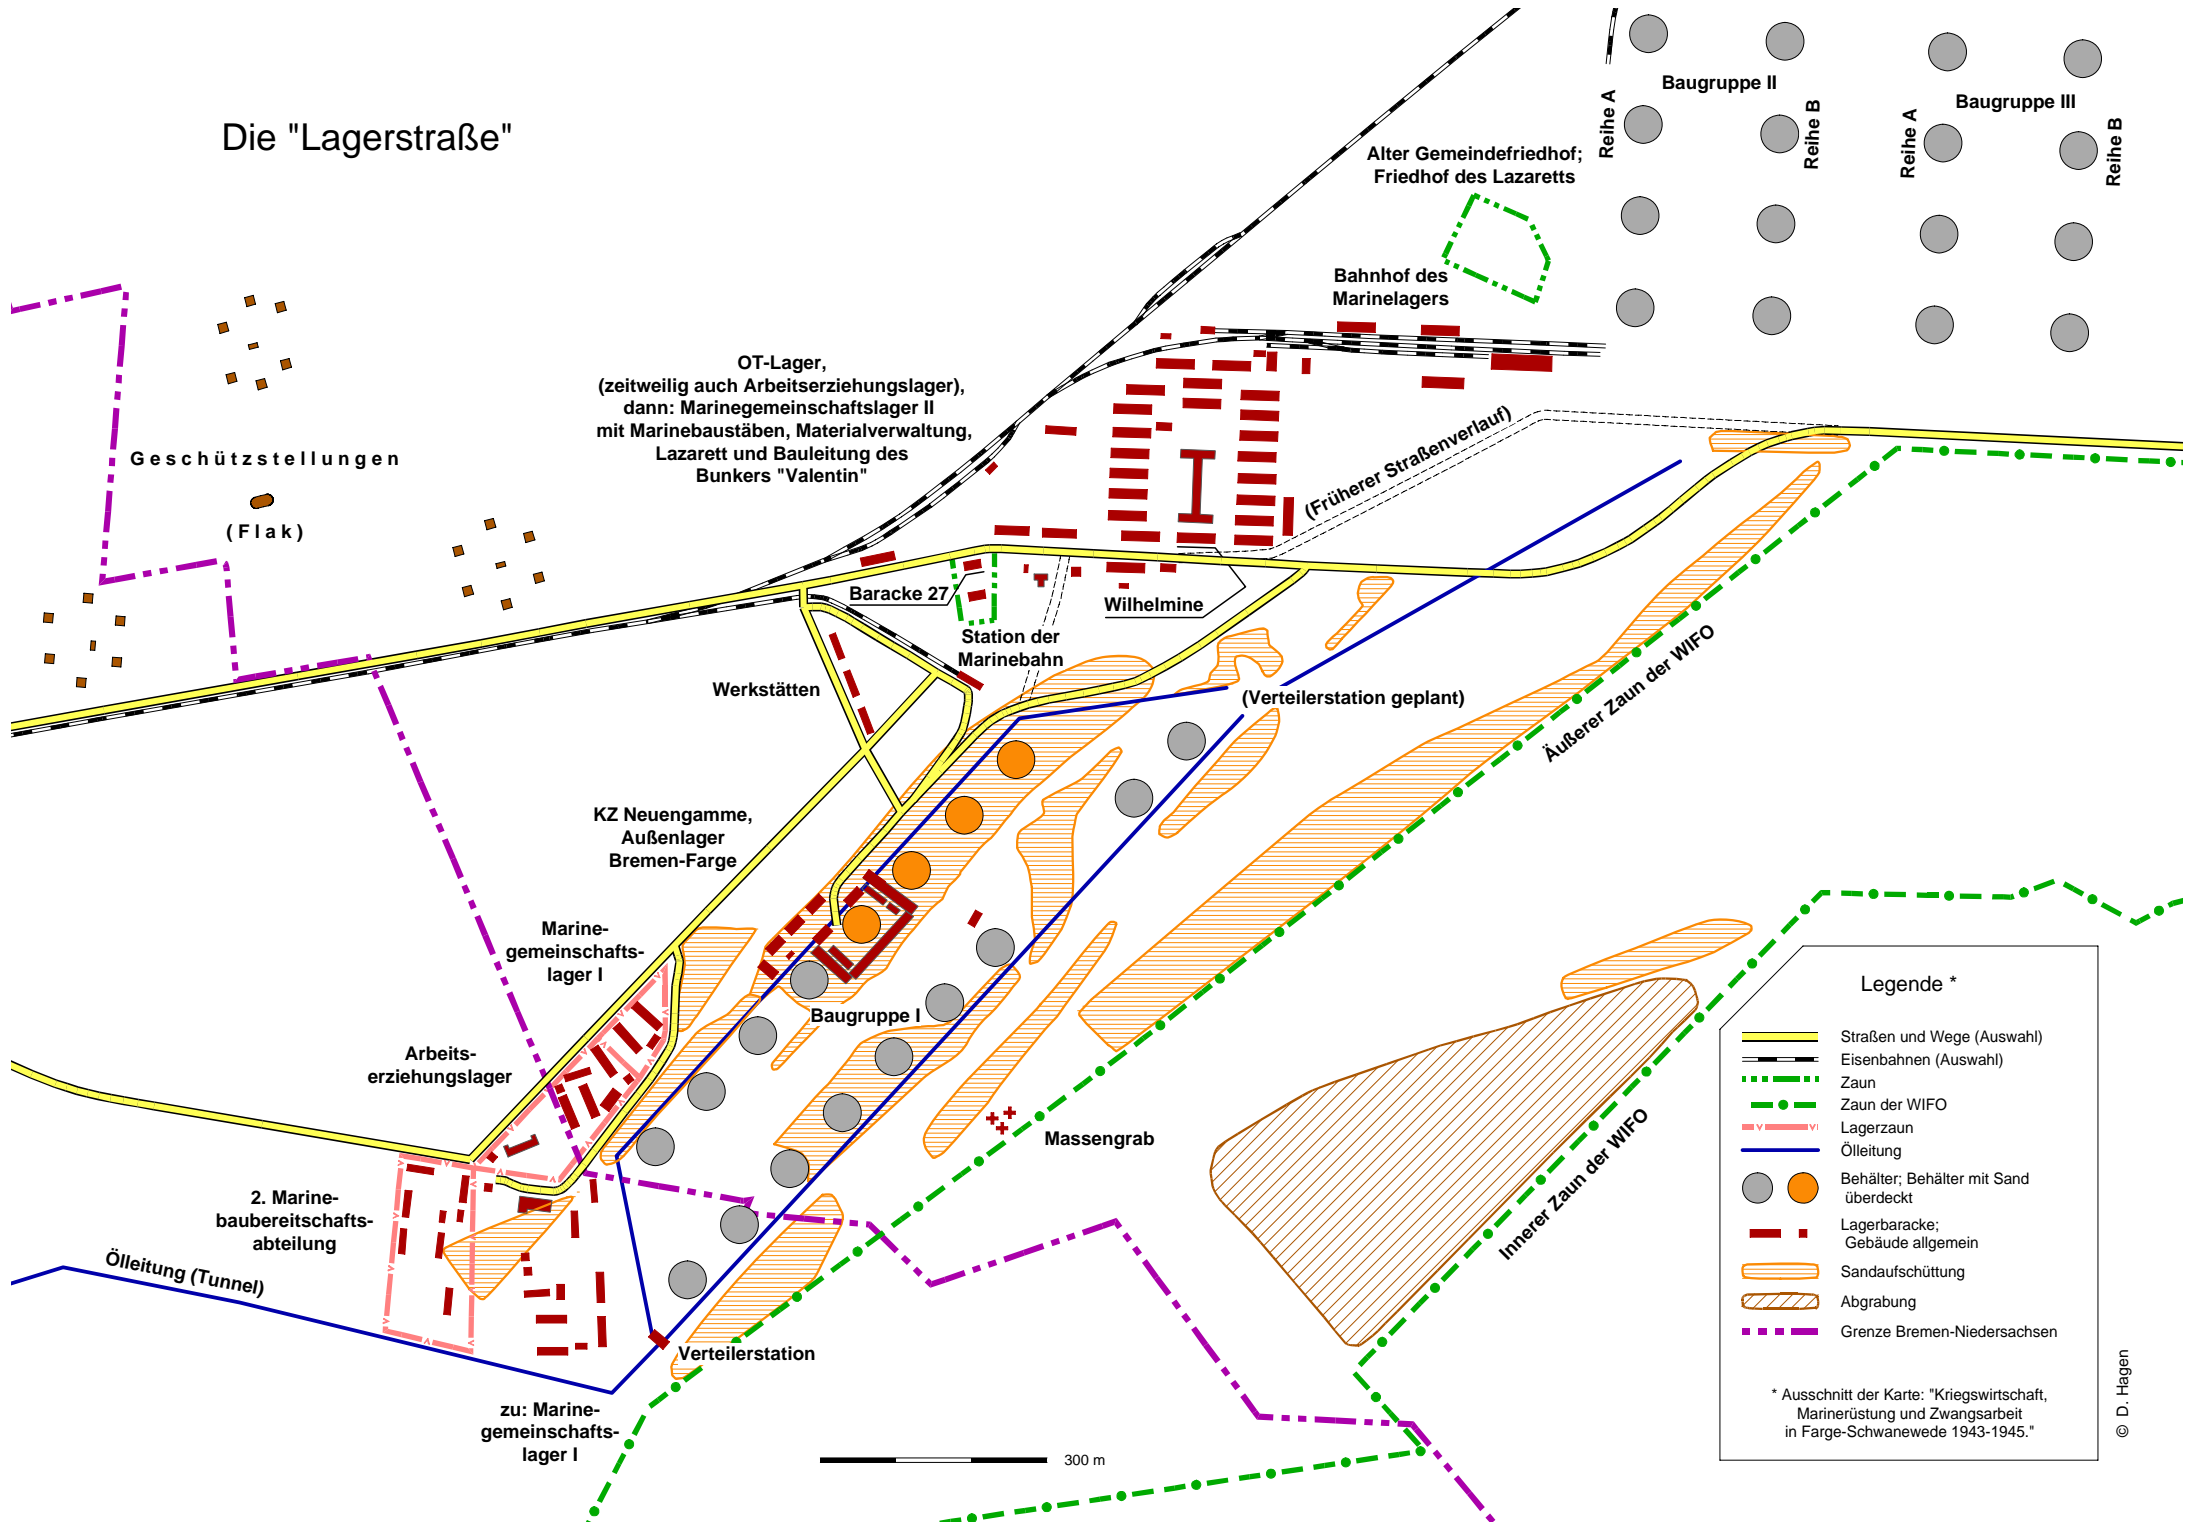 Die "Lagerstraße"
Baugruppe II
Baugruppe III
Reihe A
Reihe B
Reihe A
Reihe B
Alter Gemeindefriedhof;
Friedhof des Lazaretts
Bahnhof des
Marinelagers
OT-Lager,
(zeitweilig auch Arbeitserziehungslager),
dann: Marinegemeinschaftslager II
mit Marinebaustäben, Materialverwaltung,
Lazarett und Bauleitung des
Bunkers "Valentin"
(Früherer Straßenverlauf)
Geschützstellungen
(Flak)
Baracke 27
Wilhelmine
Station der
Marinebahn
Werkstätten
(Verteilerstation geplant)
Äußerer Zaun der WIFO
KZ Neuengamme,
Außenlager
Bremen-Farge
Marine-
gemeinschafts-
lager I
Baugruppe I
Arbeits-
erziehungslager
Massengrab
Innerer Zaun der WIFO
2. Marine-
baubereitschafts-
abteilung
Ölleitung (Tunnel)
Verteilerstation
zu: Marine-
gemeinschafts-
lager I
300 m
Legende *
Straßen und Wege (Auswahl)
Eisenbahnen (Auswahl)
Zaun
Zaun der WIFO
Lagerzaun
Ölleitung
Behälter; Behälter mit Sand
überdeckt
Lagerbaracke;
Gebäude allgemein
Sandaufschüttung
Abgrabung
Grenze Bremen-Niedersachsen
* Ausschnitt der Karte: "Kriegswirtschaft,
Marinerüstung und Zwangsarbeit
in Farge-Schwanewede 1943-1945."
© D. Hagen